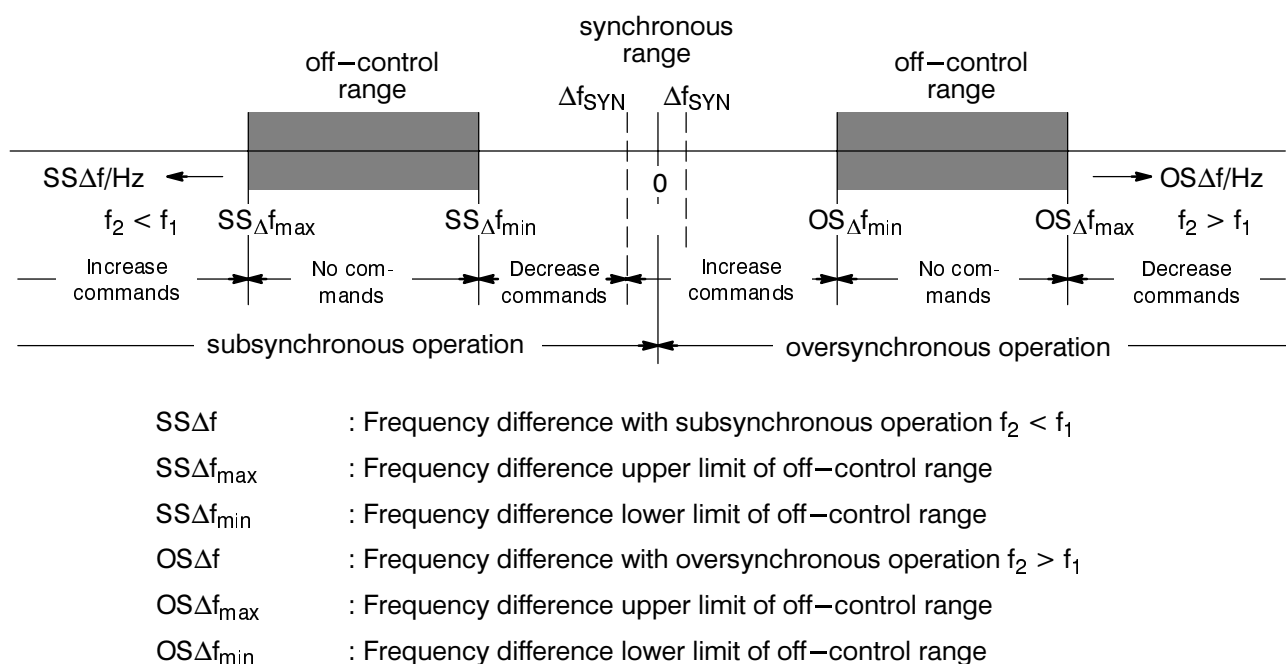 synchronous
range
off−control
range
off−control
range
ΔfSYN
ΔfSYN
SSΔf/Hz
0
OSΔf/Hz
f2 < f1
SSΔfmax
SSΔfmin
OSΔfmin
OSΔfmax
f2 > f1
Increase
commands
No com-
mands
Decrease
commands
Increase
commands
No com-
mands
Decrease
commands
subsynchronous operation
oversynchronous operation
SSΔf : Frequency difference with subsynchronous operation f2 < f1
SSΔfmax : Frequency difference upper limit of off−control range
SSΔfmin : Frequency difference lower limit of off−control range
OSΔf : Frequency difference with oversynchronous operation f2 > f1
OSΔfmax : Frequency difference upper limit of off−control range
OSΔfmin : Frequency difference lower limit of off−control range